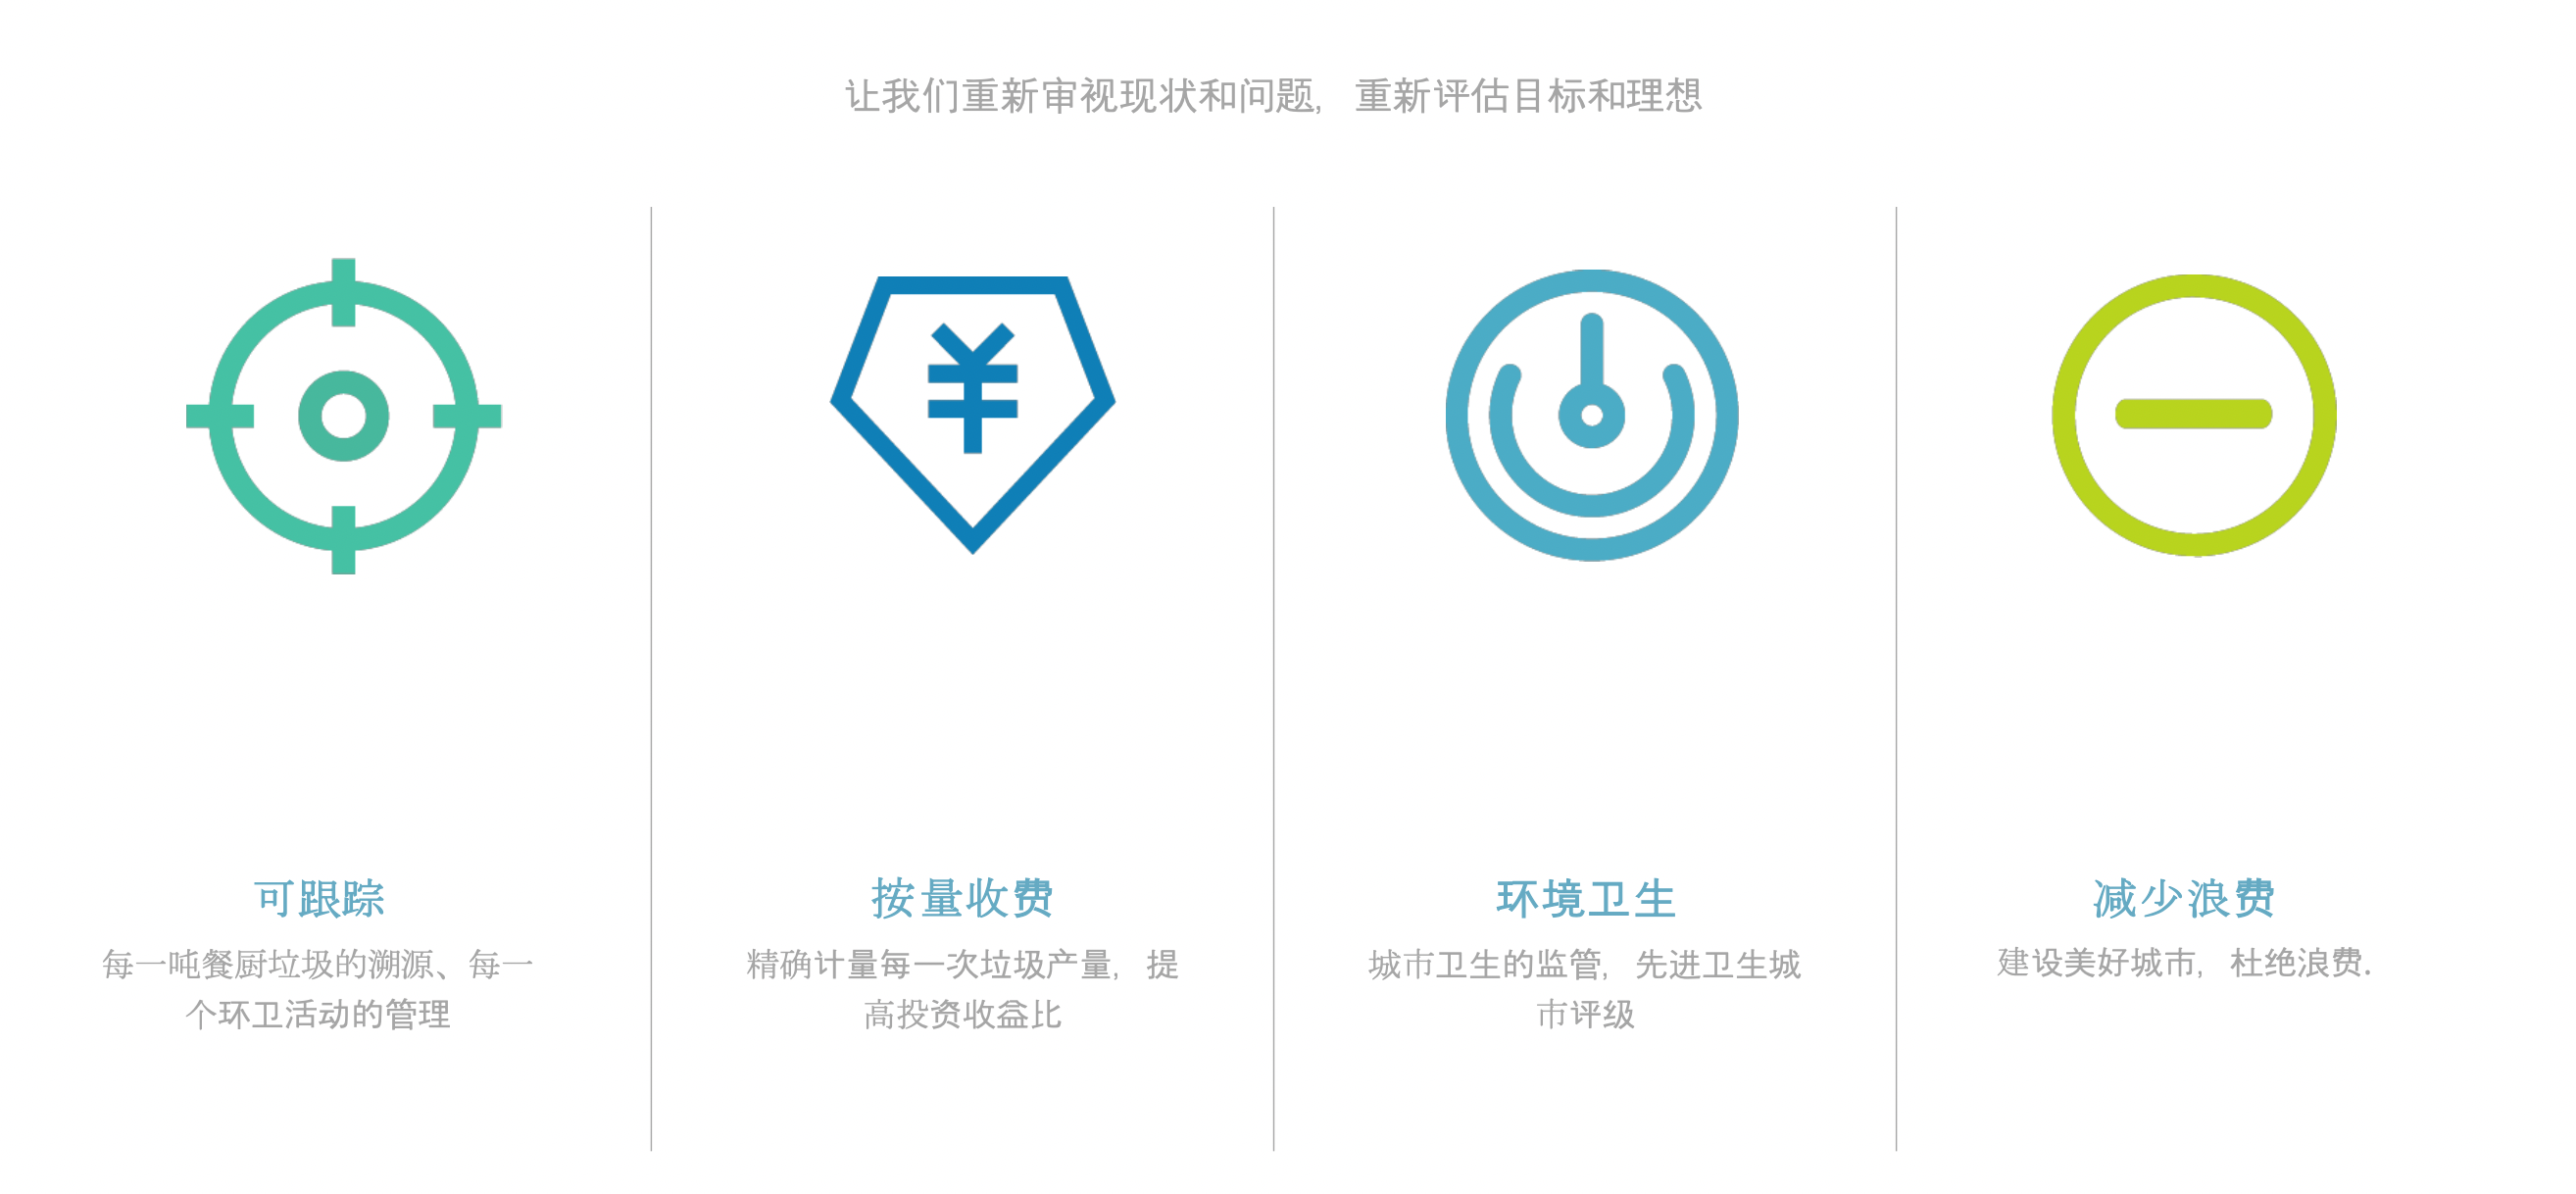 让我们重新审视现状和问题，重新评估目标和理想
¥
可跟踪
每一吨餐厨垃圾的溯源、每一
个环卫活动的管理
按量收费
精确计量每一次垃圾产量，提
高投资收益比
环境卫生
城市卫生的监管，先进卫生城
市评级
减少浪费
建设美好城市，杜绝浪费.